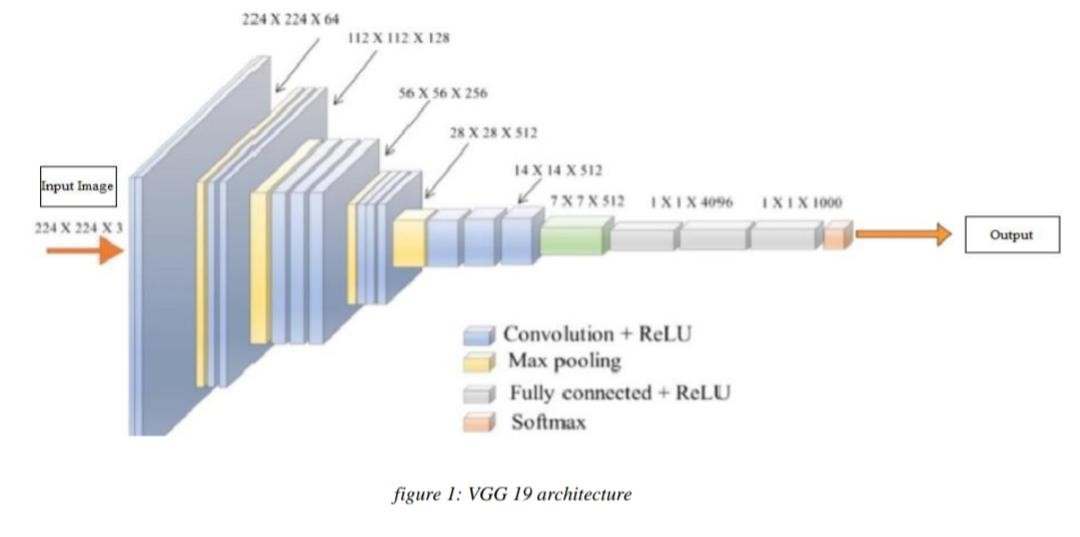 224 X 224 X 64
112 X 112 X 128
56 X 56 X 256
28 X 28 X 512
14 X 14 X 512
7 X 7 X 512
1 X 1 X 4096
1 X 1 X 1000
Input Image
224 X 224 X 3
Output
Convolution + ReLU
Max pooling
Fully connected + ReLU
Softmax
figure 1: VGG 19 architecture